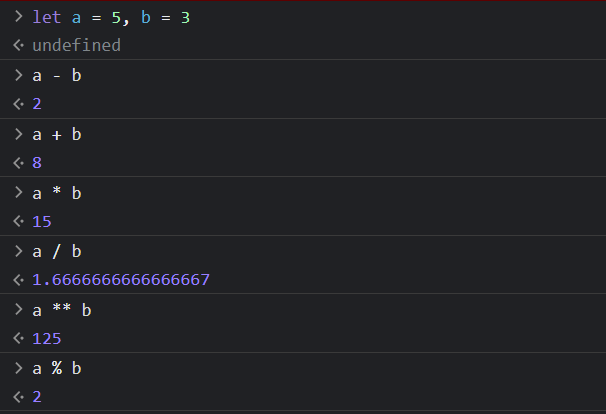 > let a = 5, b = 3
undefined
> a - b
2
> a + b
8
> a * b
15
> a / b
1.6666666666666667
> a ** b
125
> a % b
2